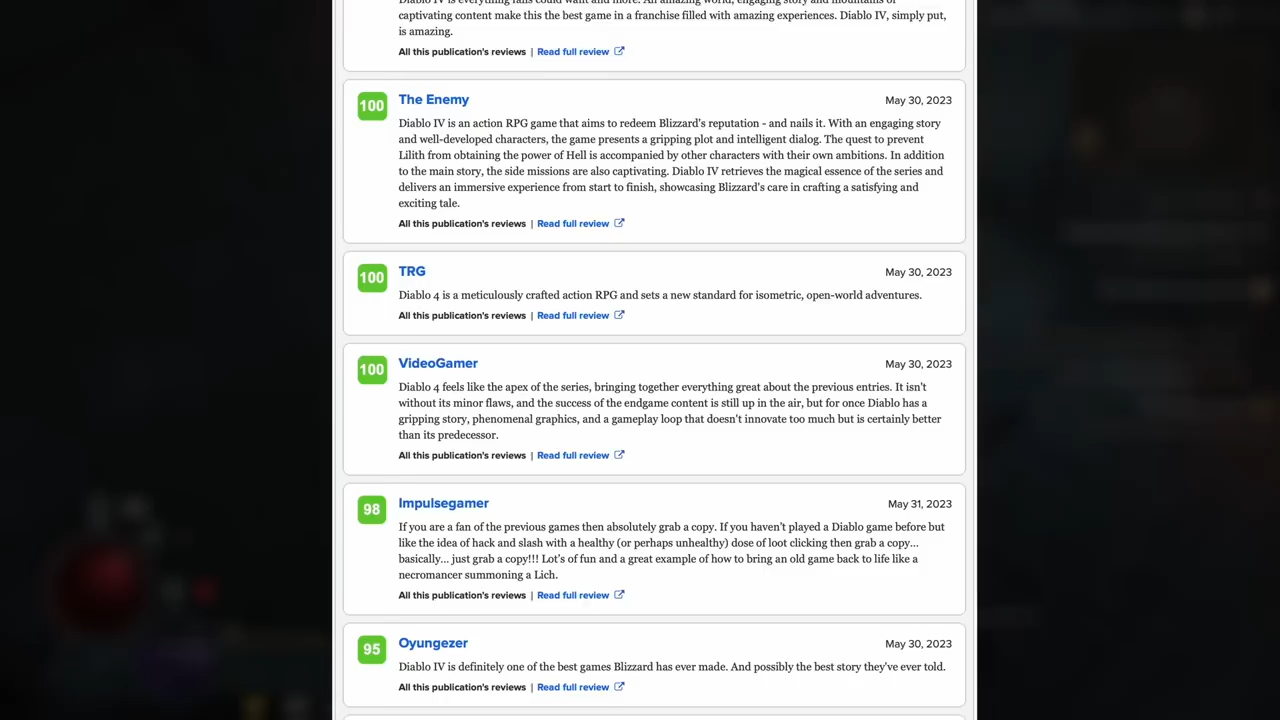 Diablo IV is everything fans could want and more. An amazing world, engaging story and mountains of
captivating content make this the best game in a franchise filled with amazing experiences. Diablo IV, simply put,
is amazing.
All this publication's reviews | Read full review
100
The Enemy
May 30, 2023
Diablo IV is an action RPG game that aims to redeem Blizzard's reputation - and nails it. With an engaging story
and well-developed characters, the game presents a gripping plot and intelligent dialog. The quest to prevent
Lilith from obtaining the power of Hell is accompanied by other characters with their own ambitions. In addition
to the main story, the side missions are also captivating. Diablo IV retrieves the magical essence of the series and
delivers an immersive experience from start to finish, showcasing Blizzard's care in crafting a satisfying and
exciting tale.
All this publication's reviews | Read full review
100
TRG
May 30, 2023
Diablo 4 is a meticulously crafted action RPG and sets a new standard for isometric, open-world adventures.
All this publication's reviews | Read full review
100
VideoGamer
May 30, 2023
Diablo 4 feels like the apex of the series, bringing together everything great about the previous entries. It isn't
without its minor flaws, and the success of the endgame content is still up in the air, but for once Diablo has a
gripping story, phenomenal graphics, and a gameplay loop that doesn't innovate too much but is certainly better
than its predecessor.
All this publication's reviews | Read full review
98
Impulsegamer
May 31, 2023
If you are a fan of the previous games then absolutely grab a copy. If you haven't played a Diablo game before but
like the idea of hack and slash with a healthy (or perhaps unhealthy) dose of loot clicking then grab a copy…
basically… just grab a copy!!! Lot's of fun and a great example of how to bring an old game back to life like a
necromancer summoning a Lich.
All this publication's reviews | Read full review
95
Oyungezer
May 30, 2023
Diablo IV is definitely one of the best games Blizzard has ever made. And possibly the best story they've ever told.
All this publication's reviews | Read full review